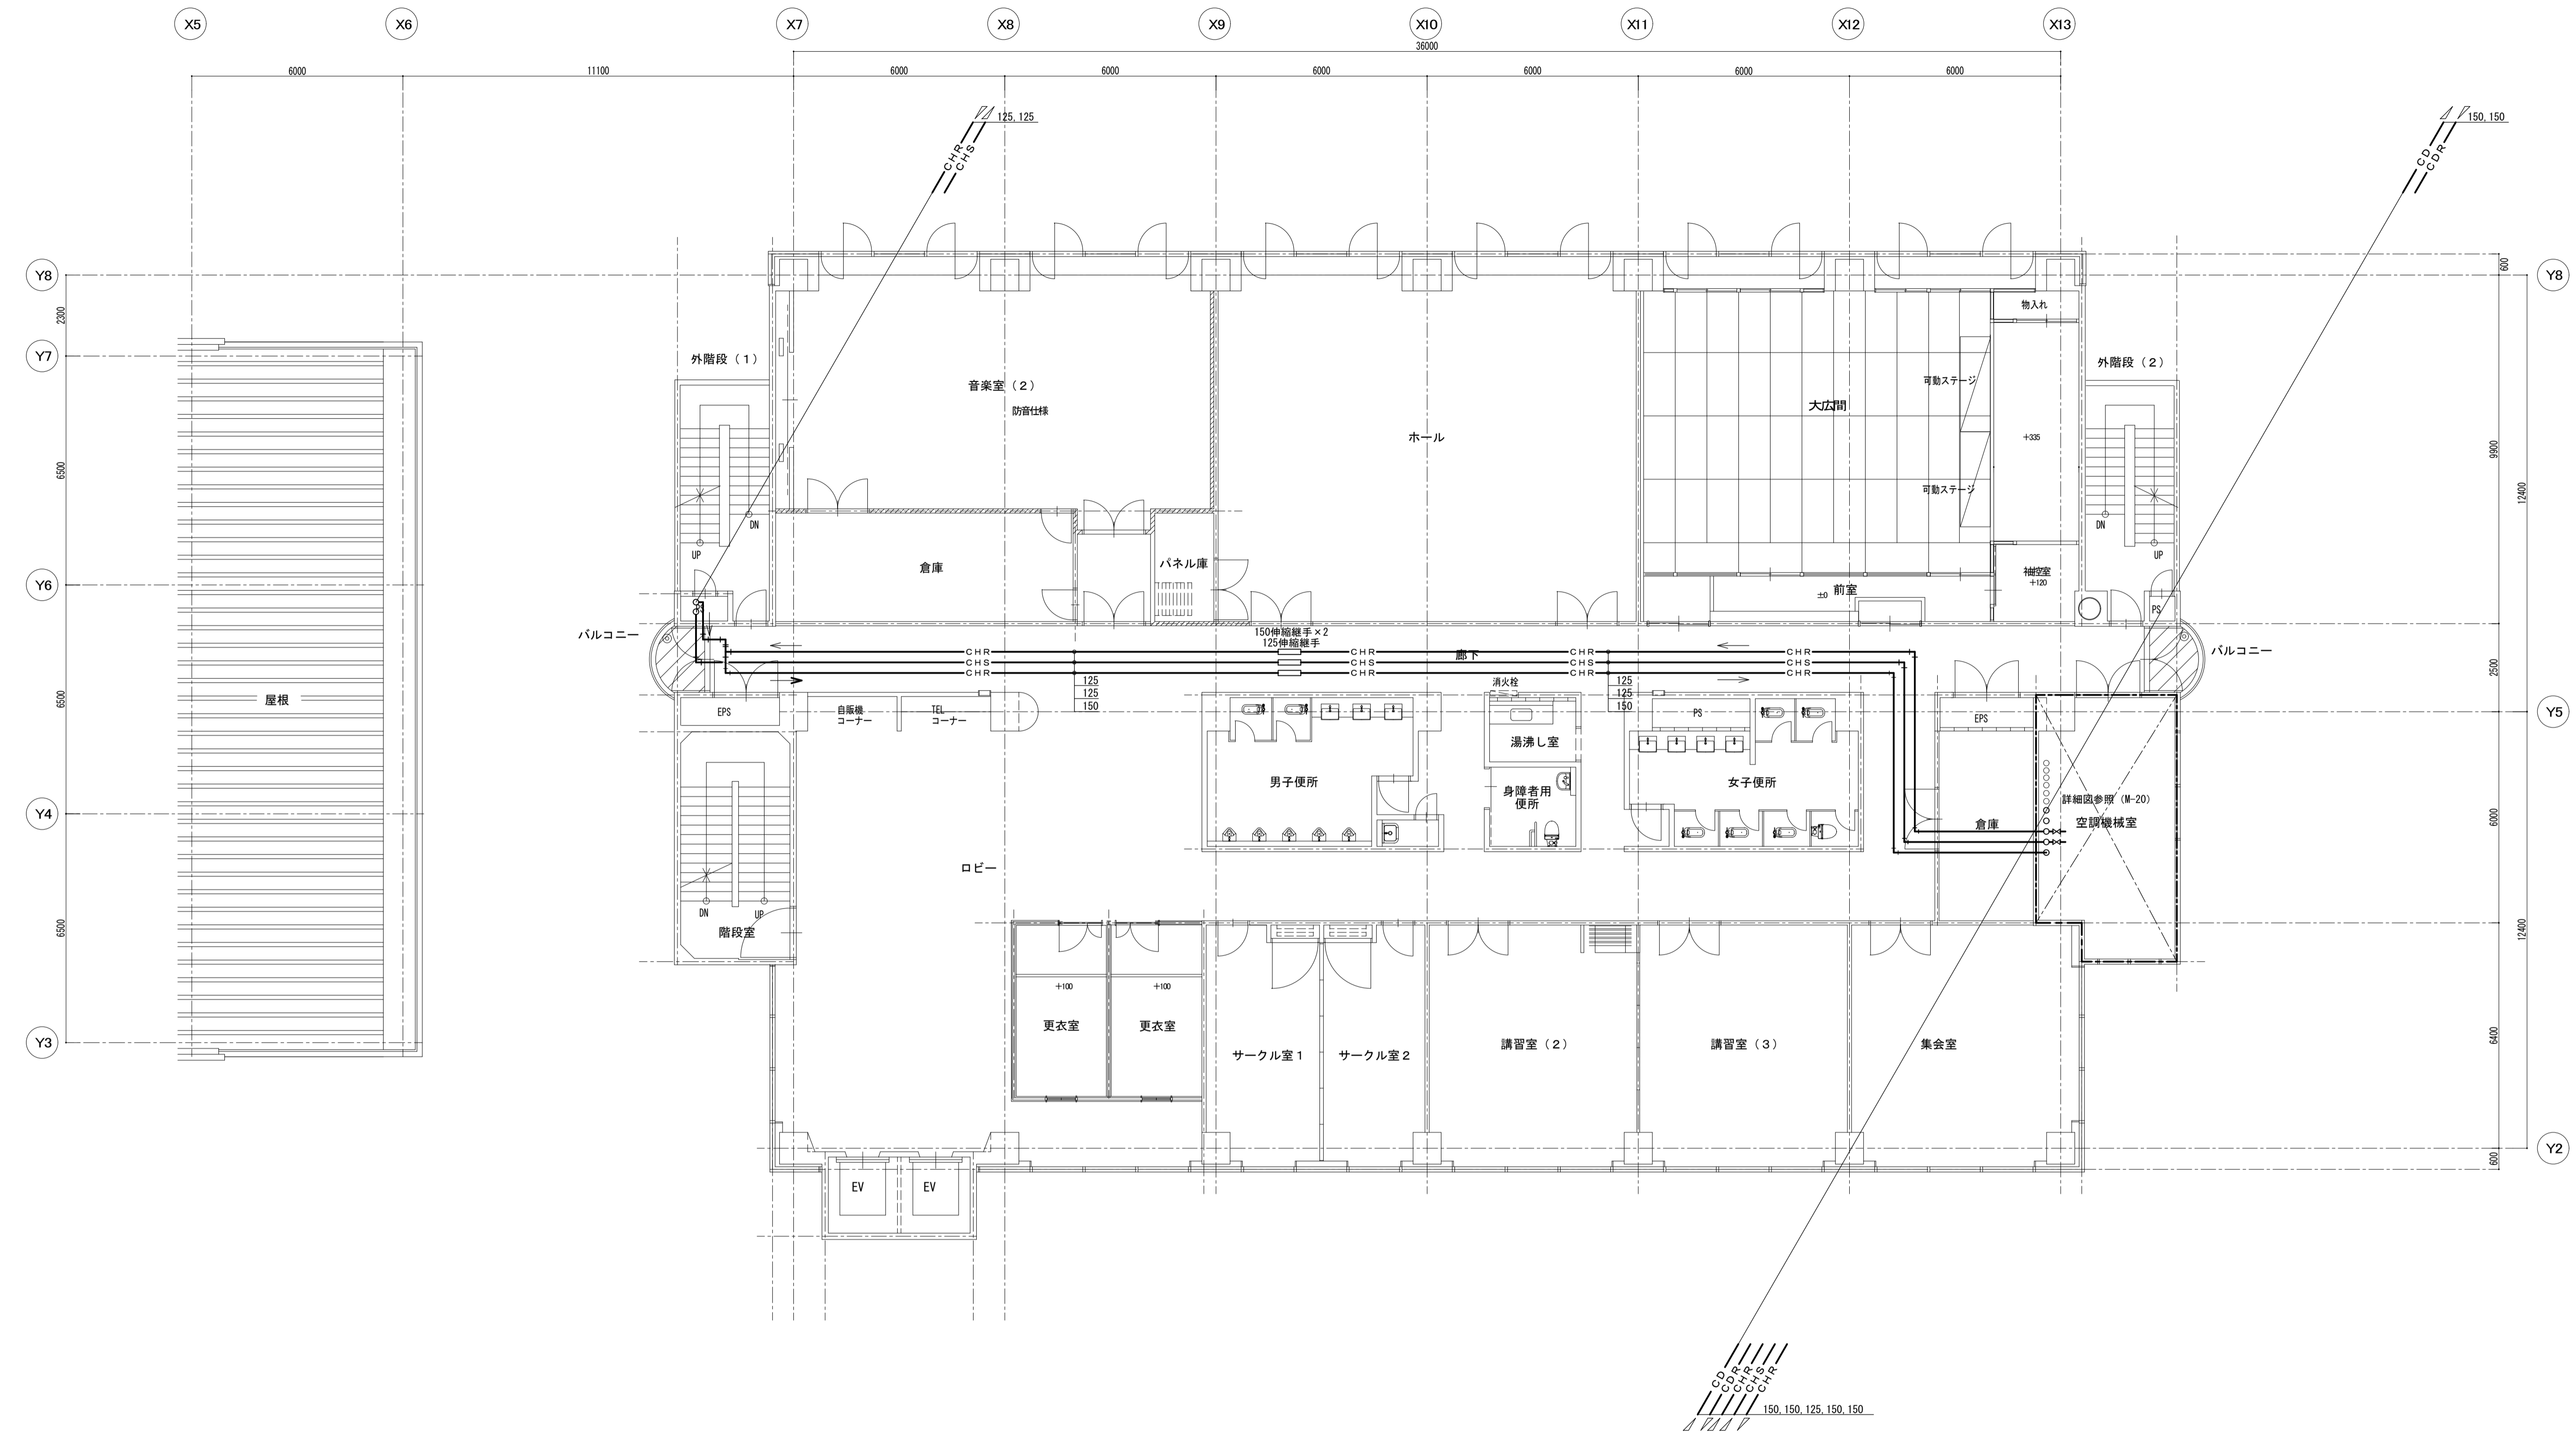 X5 X6 X7 X8 X9 X10 X11 X12 X13
36000
6000 11100 6000 6000 6000 6000 6000 6000
125,125
CHR
CHS
150,150
CD
CDR
Y8
Y8
600
2300
Y7
外階段（１）
外階段（２）
物入れ
音楽室（２）
防音仕様
可動ステージ
大広間
ホール
+335
6500
9900
12400
可動ステージ
DN
UP
DN
UP
倉庫
パネル庫
袖控室
+120
前室
±0
Y6
PS
バルコニー
150伸縮継手×2
125伸縮継手
廊下
バルコニー
CHR CHR CHR CHR
CHS CHS CHS CHS
CHR CHR CHR CHR
2500
125
125
150
125
125
150
消火栓
屋根
6500
EPS
自販機
コーナー
TEL
コーナー
PS
EPS
Y5
湯沸し室
男子便所
身障者用
便所
女子便所
詳細図参照（M-20）
倉庫
空調機械室
Y4
6000
ロビー
DN
UP
階段室
6500
12400
+100
+100
更衣室
更衣室
サークル室１
サークル室２
講習室（２）
講習室（３）
集会室
Y3
6400
Y2
600
EV
EV
CD
CDR
CHR
CHS
CHR
150,150,125,150,150